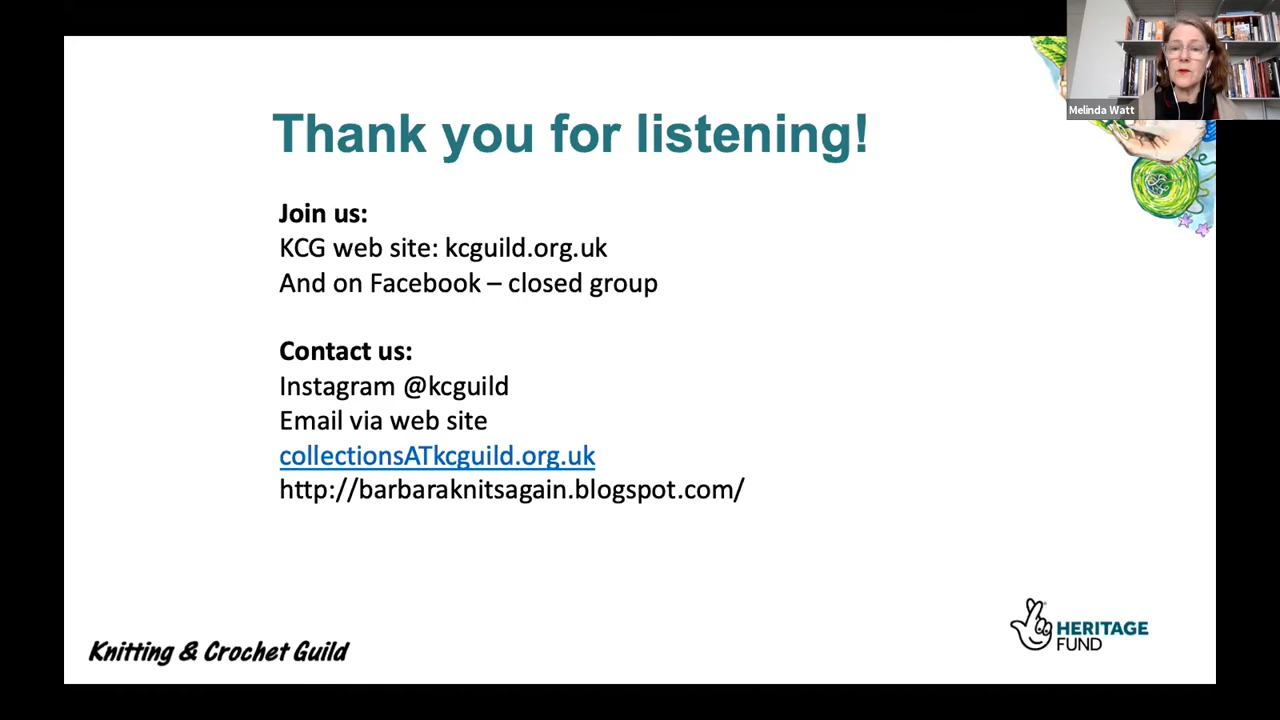 Melinda Watt
Thank you for listening!
Join us:
KCG web site: kcguild.org.uk
And on Facebook – closed group
Contact us:
Instagram @kcguild
Email via web site
collectionsATkcguild.org.uk
http://barbaraknitsagain.blogspot.com/
Knitting & Crochet Guild
HERITAGE
FUND